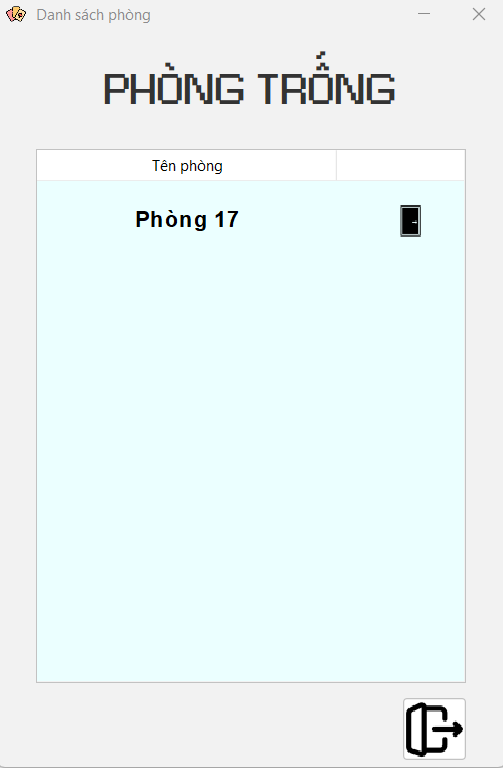 Danh sách phòng
PHÒNG TRỐNG
Tên phòng
Phòng 17